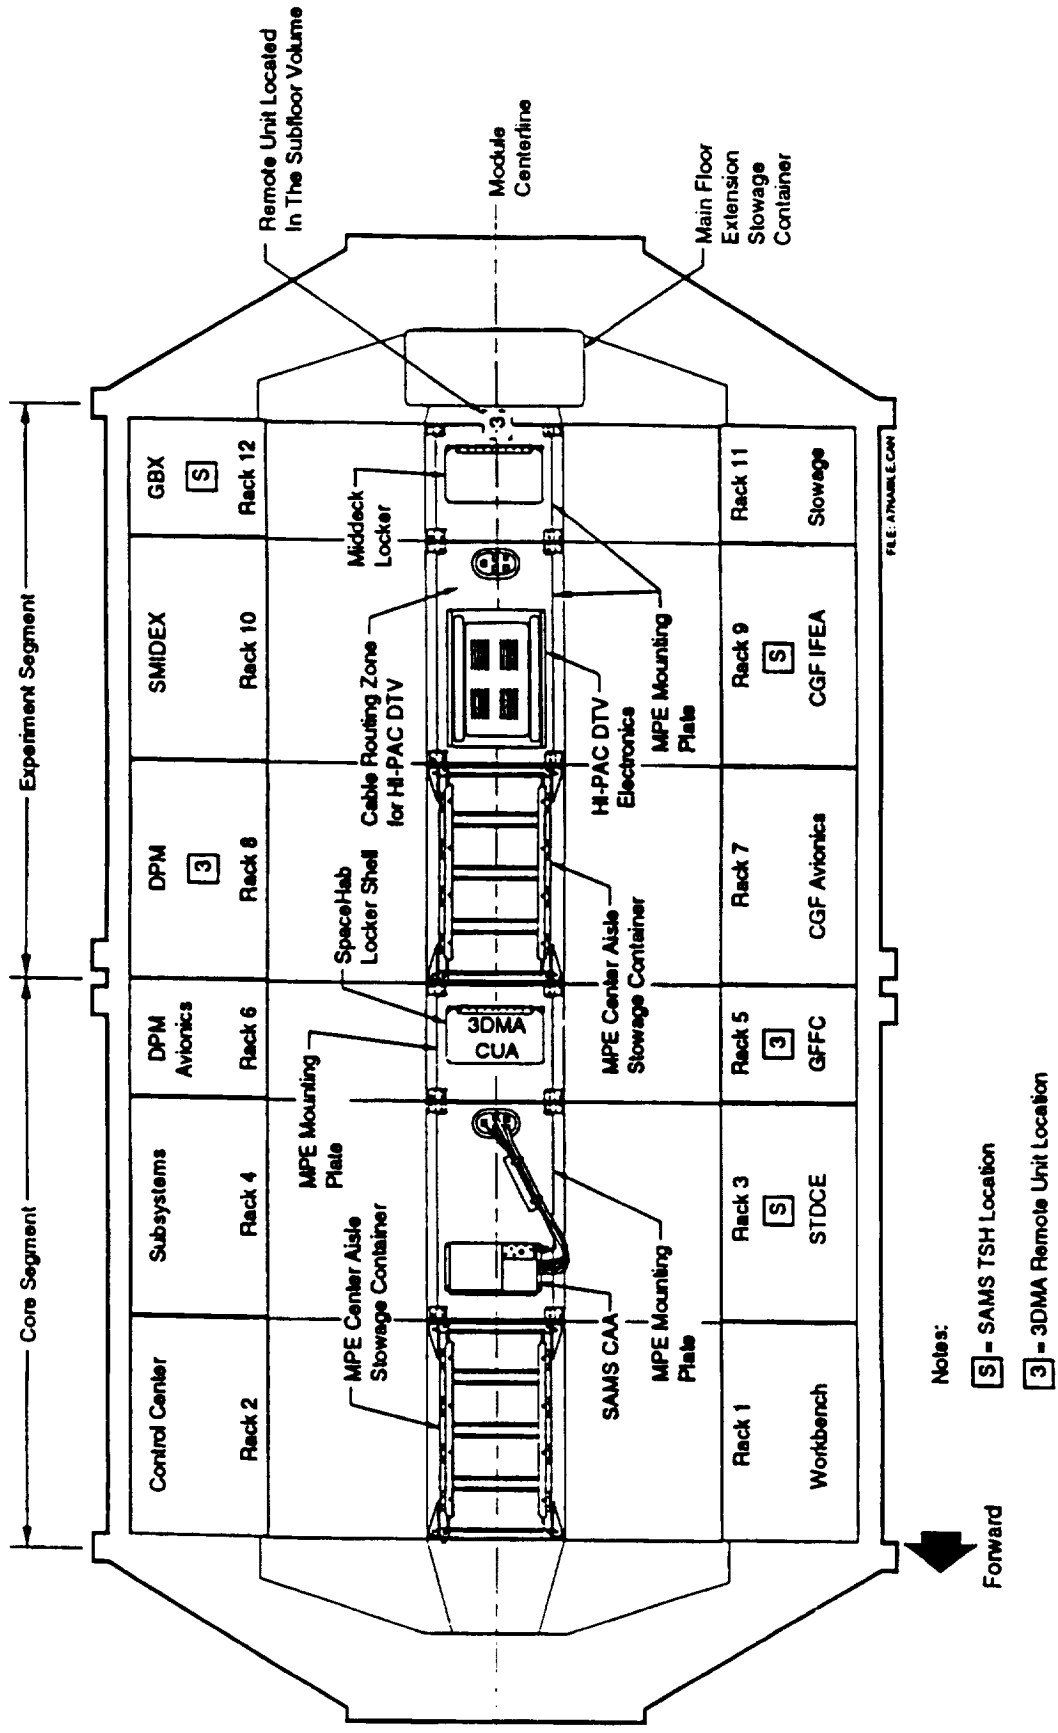 Core Segment
Experiment Segment
Control Center
Rack 2
Subsystems
Rack 4
DPM
Avionics
Rack 6
DPM
3
Rack 8
SMIDEX
Rack 10
GBX
S
Rack 12
Remote Unit Located
In The Subfloor Volume
MPE Center Aisle
Stowage Container
MPE Mounting
Plate
SpaceHab
Locker Shell
Cable Routing Zone
for HI-PAC DTV
Middeck
Locker
3DMA
CUA
3
Module
Centerline
SAMS CAA
MPE Mounting
Plate
MPE Center Aisle
Stowage Container
HI-PAC DTV
Electronics
MPE Mounting
Plate
Main Floor
Extension
Stowage
Container
Rack 1
Workbench
Rack 3
S
STDCE
Rack 5
3
GFFC
Rack 7
CGF Avionics
Rack 9
S
CGF IFEA
Rack 11
Stowage
Forward
Notes:
S = SAMS TSH Location
3 = 3DMA Remote Unit Location